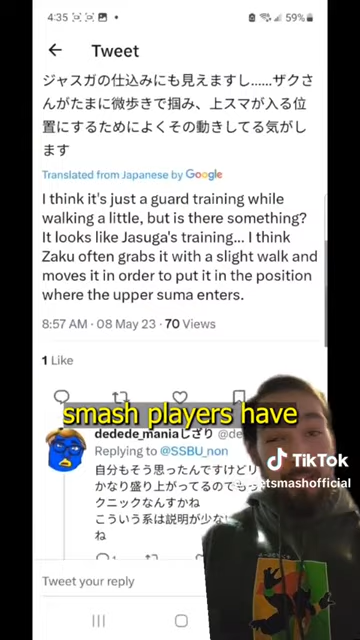 4:35
59%
Tweet
ジャスガの仕込みにも見えますし......ザクさ
んがたまに微歩きで掴み、上スマが入る位
置にするためによくその動きしてる気がし
ます
Translated from Japanese by Google
I think it's just a guard training while
walking a little, but is there something?
It looks like Jasuga's training... I think
Zaku often grabs it with a slight walk and
moves it in order to put it in the position
where the upper suma enters.
8:57 AM · 08 May 23 · 70 Views
1 Like
smash players have
dedede_maniaしざり @de
Replying to @SSBU_non
自分もそう思ったんですけどリ
かなり盛り上がってるのでもっ
クニックなんすかね
こういう系は説明が少な
ね
TikTok
etsmashofficial
Tweet your reply